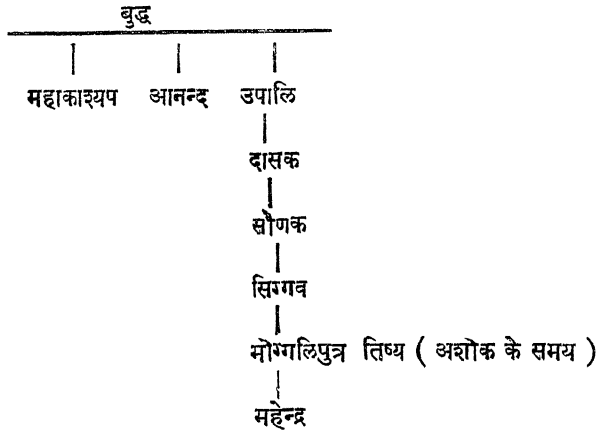 बुद्ध
महाकाश्यप आनन्द उपालि
दासक
सौणक
सिग्गव
मोग्गलिपुत्र तिष्य ( अशोक के समय )
महेन्द्र